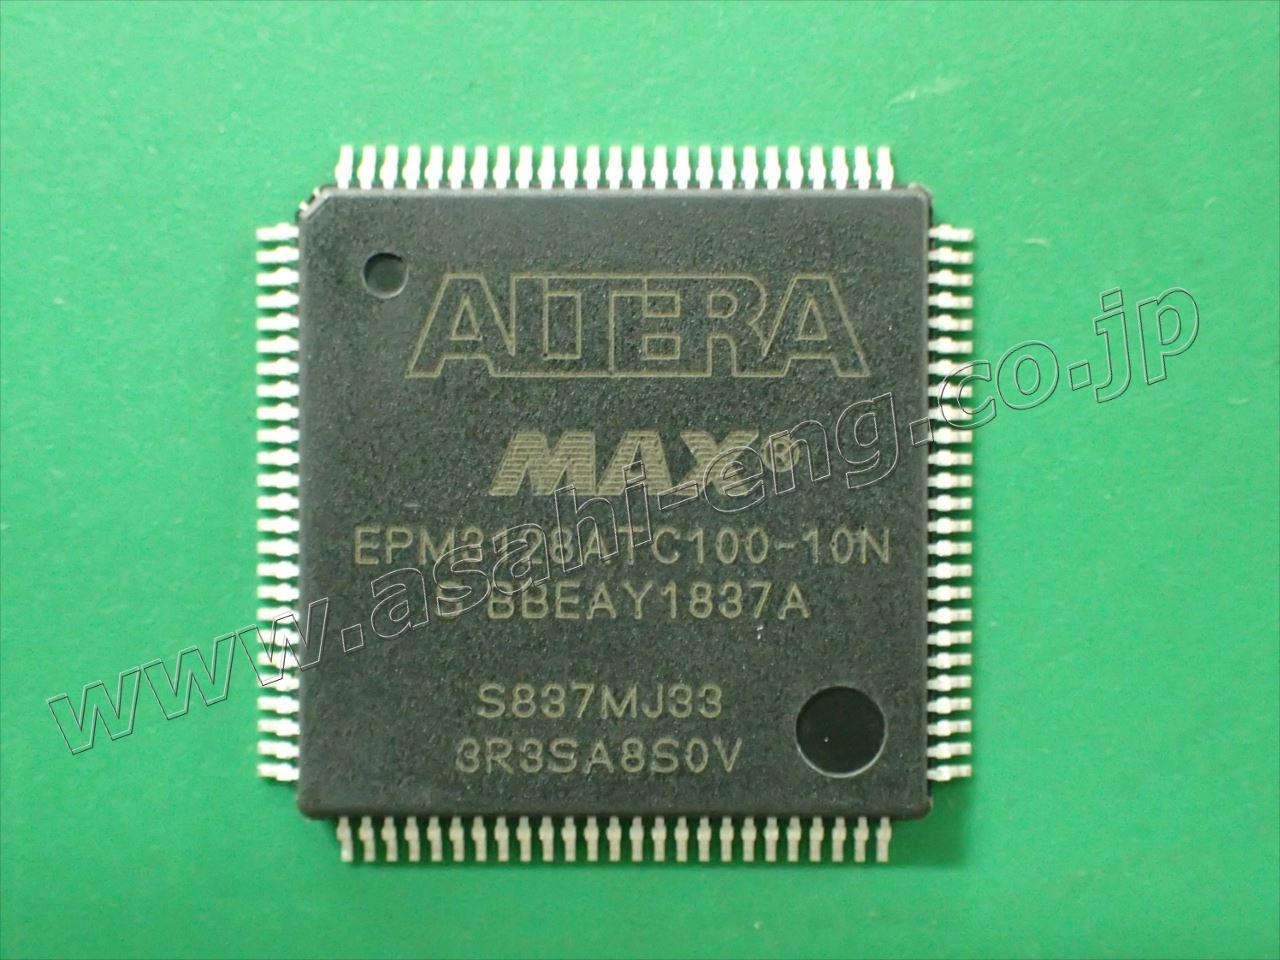 ALTERA
MAX®
EPM3128ATC100-10N
S BBEAY1837A
S837MJ33
3R3SA8S0V
www.asahi-eng.co.jp